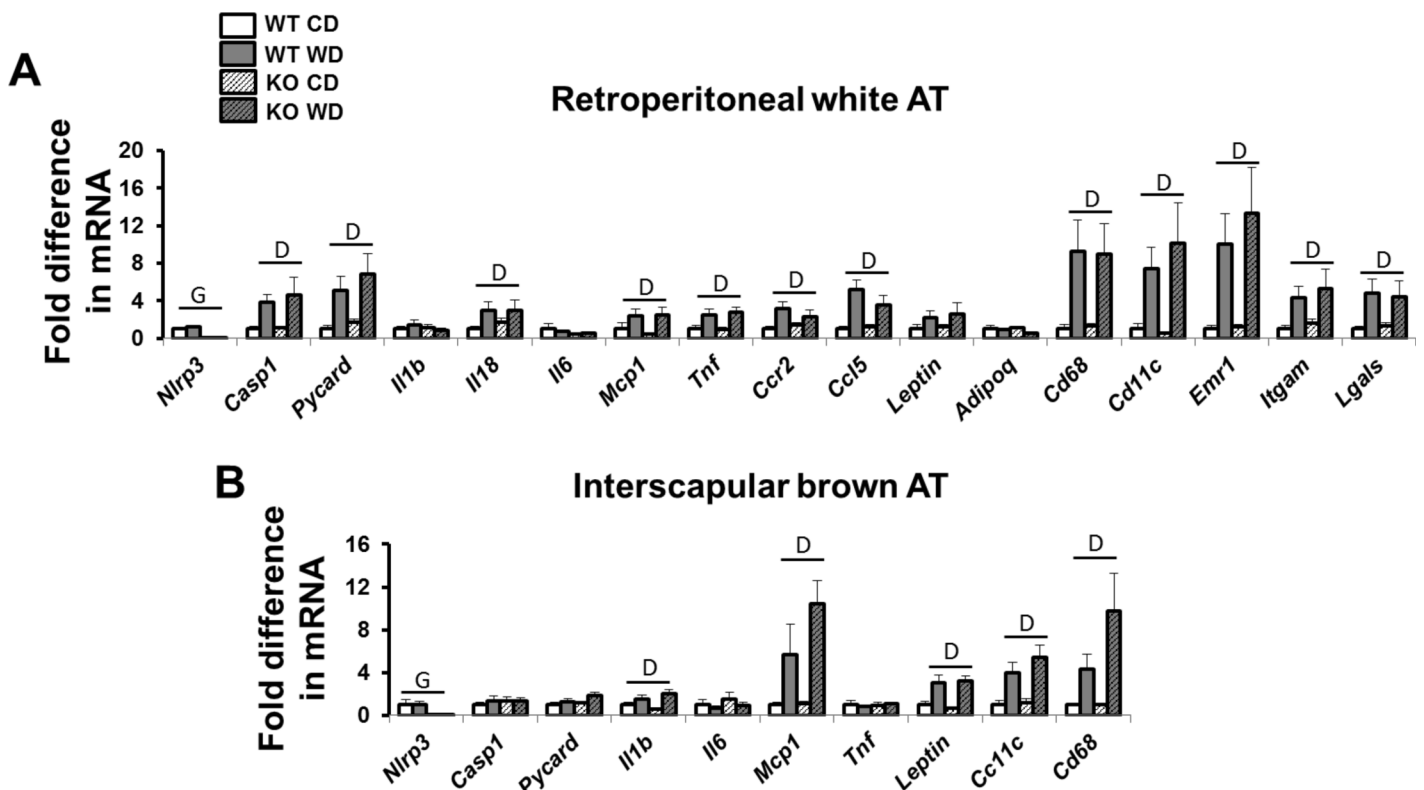 WT CD
WT WD
KO CD
KO WD
A
Retroperitoneal white AT
Fold difference
in mRNA
20
16
12
8
4
0
G
D
D
D
D
D
D
D
D
D
D
D
D
Nlrp3
Casp1
Pycard
Il1b
Il18
Il6
Mcp1
Tnf
Ccr2
Ccl5
Leptin
Adipoq
Cd68
Cd11c
Emr1
Itgam
Lgals
B
Interscapular brown AT
Fold difference
in mRNA
16
12
8
4
0
G
D
D
D
D
D
Nlrp3
Casp1
Pycard
Il1b
Il6
Mcp1
Tnf
Leptin
Cc11c
Cd68